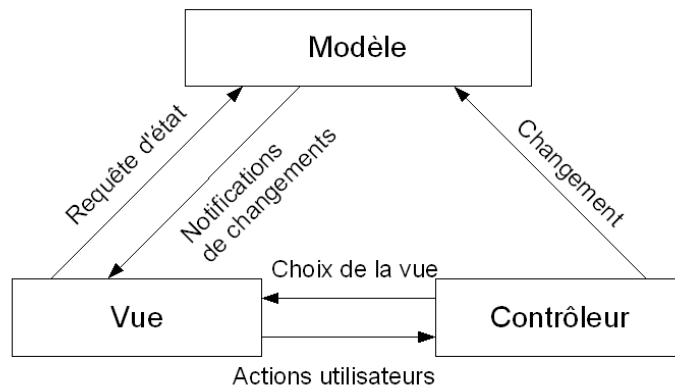 Modèle
Requête d'état
Notifications
de changements
Changement
Choix de la vue
Vue
Contrôleur
Actions utilisateurs